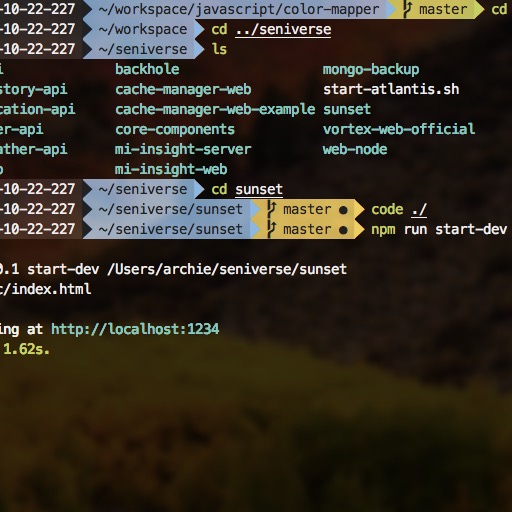 -10-22-227 ~/workspace/javascript/color-mapper master cd
-10-22-227 ~/workspace cd ../seniverse
-10-22-227 ~/seniverse ls
i backhole mongo-backup
story-api cache-manager-web start-atlantis.sh
cation-api cache-manager-web-example sunset
er-api core-components vortex-web-official
ather-api mi-insight-server web-node
o mi-insight-web
-10-22-227 ~/seniverse cd sunset
-10-22-227 ~/seniverse/sunset master ● code ./
-10-22-227 ~/seniverse/sunset master ● npm run start-dev
0.1 start-dev /Users/archie/seniverse/sunset
c/index.html
ing at http://localhost:1234
1.62s.